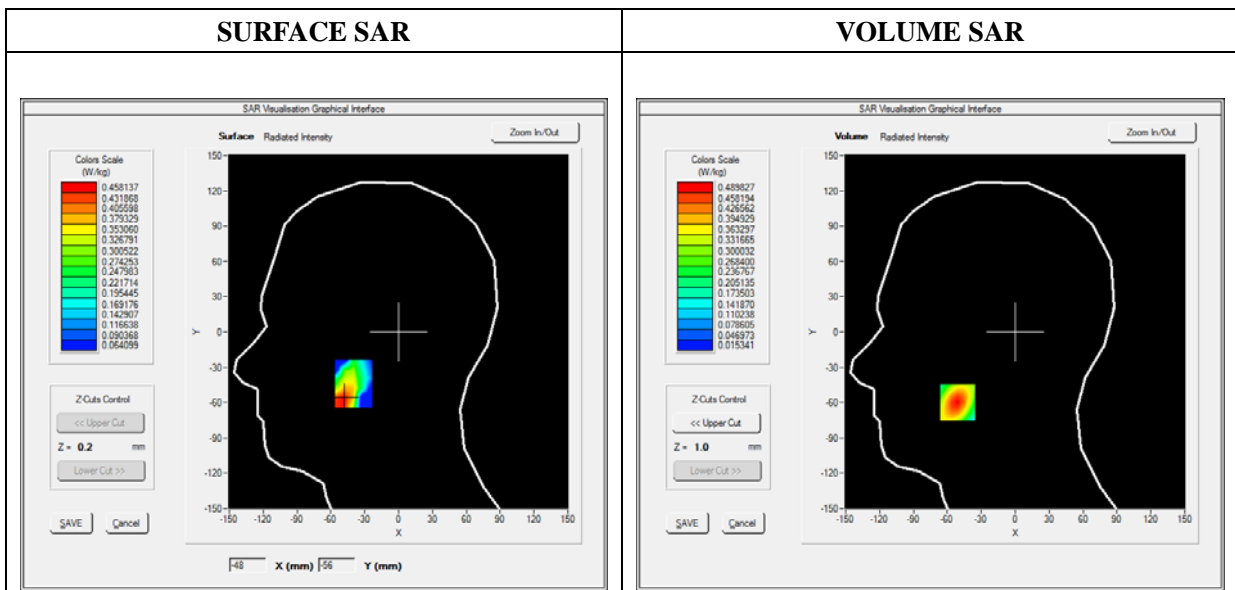 SURFACE SAR
VOLUME SAR
SAR Visualisation Graphical Interface
Surface Radiated Intensity
Zoom In/Out
Colors Scale
(W/kg)
0.458137
0.431868
0.405598
0.379329
0.353060
0.326791
0.300522
0.274253
0.247983
0.221714
0.195445
0.169176
0.142907
0.116638
0.090368
0.064099
Z-Cuts Control
<< Upper Cut
Z = 0.2 mm
Lower Cut >>
SAVE Cancel
150
120
90
60
30
0
-30
-60
-90
-120
-150
Y
-150 -120 -90 -60 -30 0 30 60 90 120 150
X
-48 X (mm) -56 Y (mm)
SAR Visualisation Graphical Interface
Volume Radiated Intensity
Zoom In/Out
Colors Scale
(W/kg)
0.489827
0.458194
0.426562
0.394929
0.363297
0.331665
0.300032
0.268400
0.236767
0.205135
0.173503
0.141870
0.110238
0.078605
0.046973
0.015341
Z-Cuts Control
<< Upper Cut
Z = 1.0 mm
Lower Cut >>
SAVE Cancel
150
120
90
60
30
0
-30
-60
-90
-120
-150
Y
-150 -120 -90 -60 -30 0 30 60 90 120 150
X